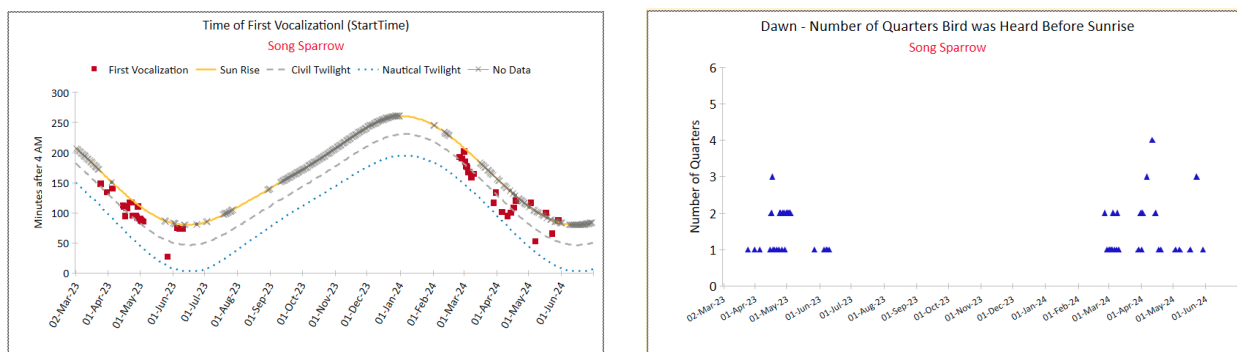 Time of First Vocalizationl (StartTime)
Song Sparrow
First Vocalization Sun Rise Civil Twilight Nautical Twilight No Data
Minutes after 4 AM
300
250
200
150
100
50
0
02-Mar-23 01-Apr-23 01-May-23 01-Jun-23 01-Jul-23 01-Aug-23 01-Sep-23 01-Oct-23 01-Nov-23 01-Dec-23 01-Jan-24 01-Feb-24 01-Mar-24 01-Apr-24 01-May-24 01-Jun-24
Dawn - Number of Quarters Bird was Heard Before Sunrise
Song Sparrow
Number of Quarters
6
5
4
3
2
1
0
02-Mar-23 01-Apr-23 01-May-23 01-Jun-23 01-Jul-23 01-Aug-23 01-Sep-23 01-Oct-23 01-Nov-23 01-Dec-23 01-Jan-24 01-Feb-24 01-Mar-24 01-Apr-24 01-May-24 01-Jun-24